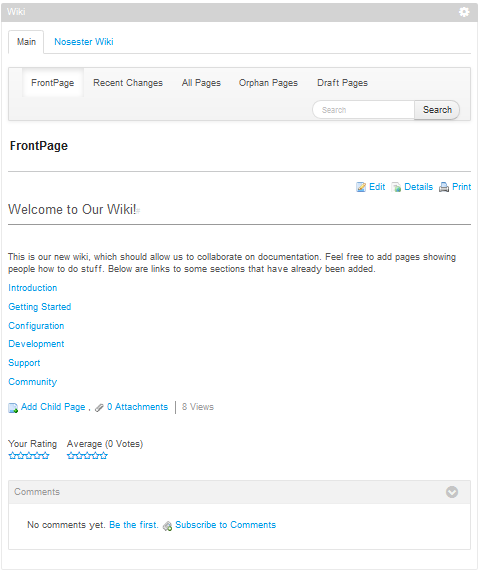 Wiki
Main Nosester Wiki
FrontPage Recent Changes All Pages Orphan Pages Draft Pages
Search Search
FrontPage
Edit Details Print
Welcome to Our Wiki!
This is our new wiki, which should allow us to collaborate on documentation. Feel free to add pages showing
people how to do stuff. Below are links to some sections that have already been added.
Introduction
Getting Started
Configuration
Development
Support
Community
Add Child Page , 0 Attachments | 8 Views
Your Rating Average (0 Votes)
Comments
No comments yet. Be the first. Subscribe to Comments